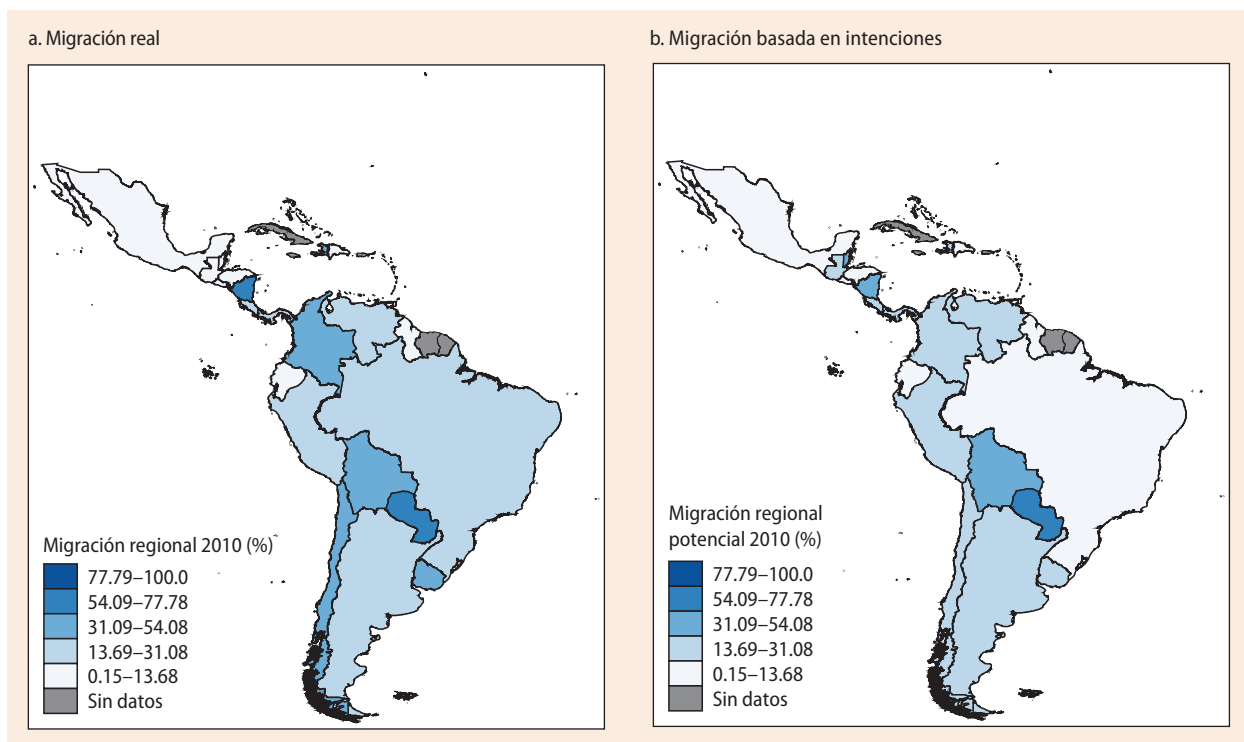 a. Migración real
Migración regional 2010 (%)
77.79–100.0
54.09–77.78
31.09–54.08
13.69–31.08
0.15–13.68
Sin datos
b. Migración basada en intenciones
Migración regional
potencial 2010 (%)
77.79–100.0
54.09–77.78
31.09–54.08
13.69–31.08
0.15–13.68
Sin datos